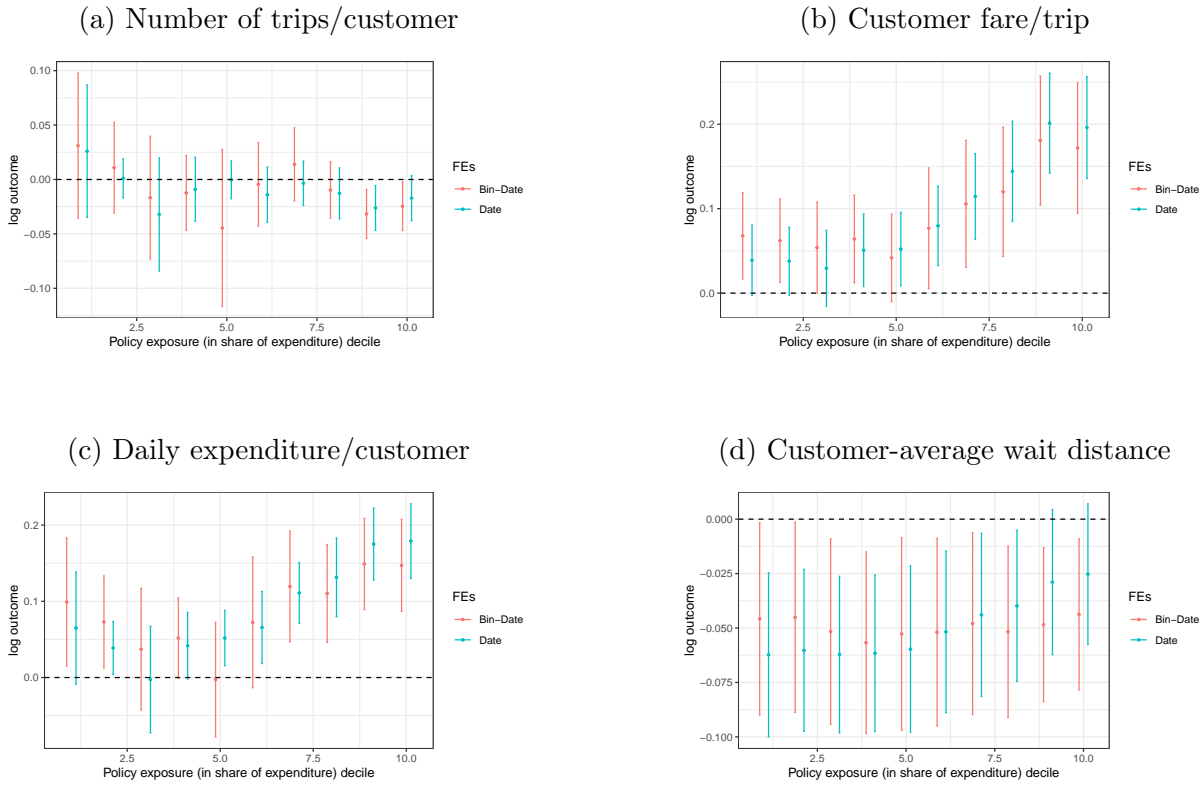 (a) Number of trips/customer
0.10
0.05
0.00
−0.05
−0.10
log outcome
2.5 5.0 7.5 10.0
Policy exposure (in share of expenditure) decile
FEs
Bin−Date
Date
(b) Customer fare/trip
0.2
0.1
0.0
log outcome
2.5 5.0 7.5 10.0
Policy exposure (in share of expenditure) decile
FEs
Bin−Date
Date
(c) Daily expenditure/customer
0.2
0.1
0.0
log outcome
2.5 5.0 7.5 10.0
Policy exposure (in share of expenditure) decile
FEs
Bin−Date
Date
(d) Customer-average wait distance
0.000
−0.025
−0.050
−0.075
−0.100
log outcome
2.5 5.0 7.5 10.0
Policy exposure (in share of expenditure) decile
FEs
Bin−Date
Date